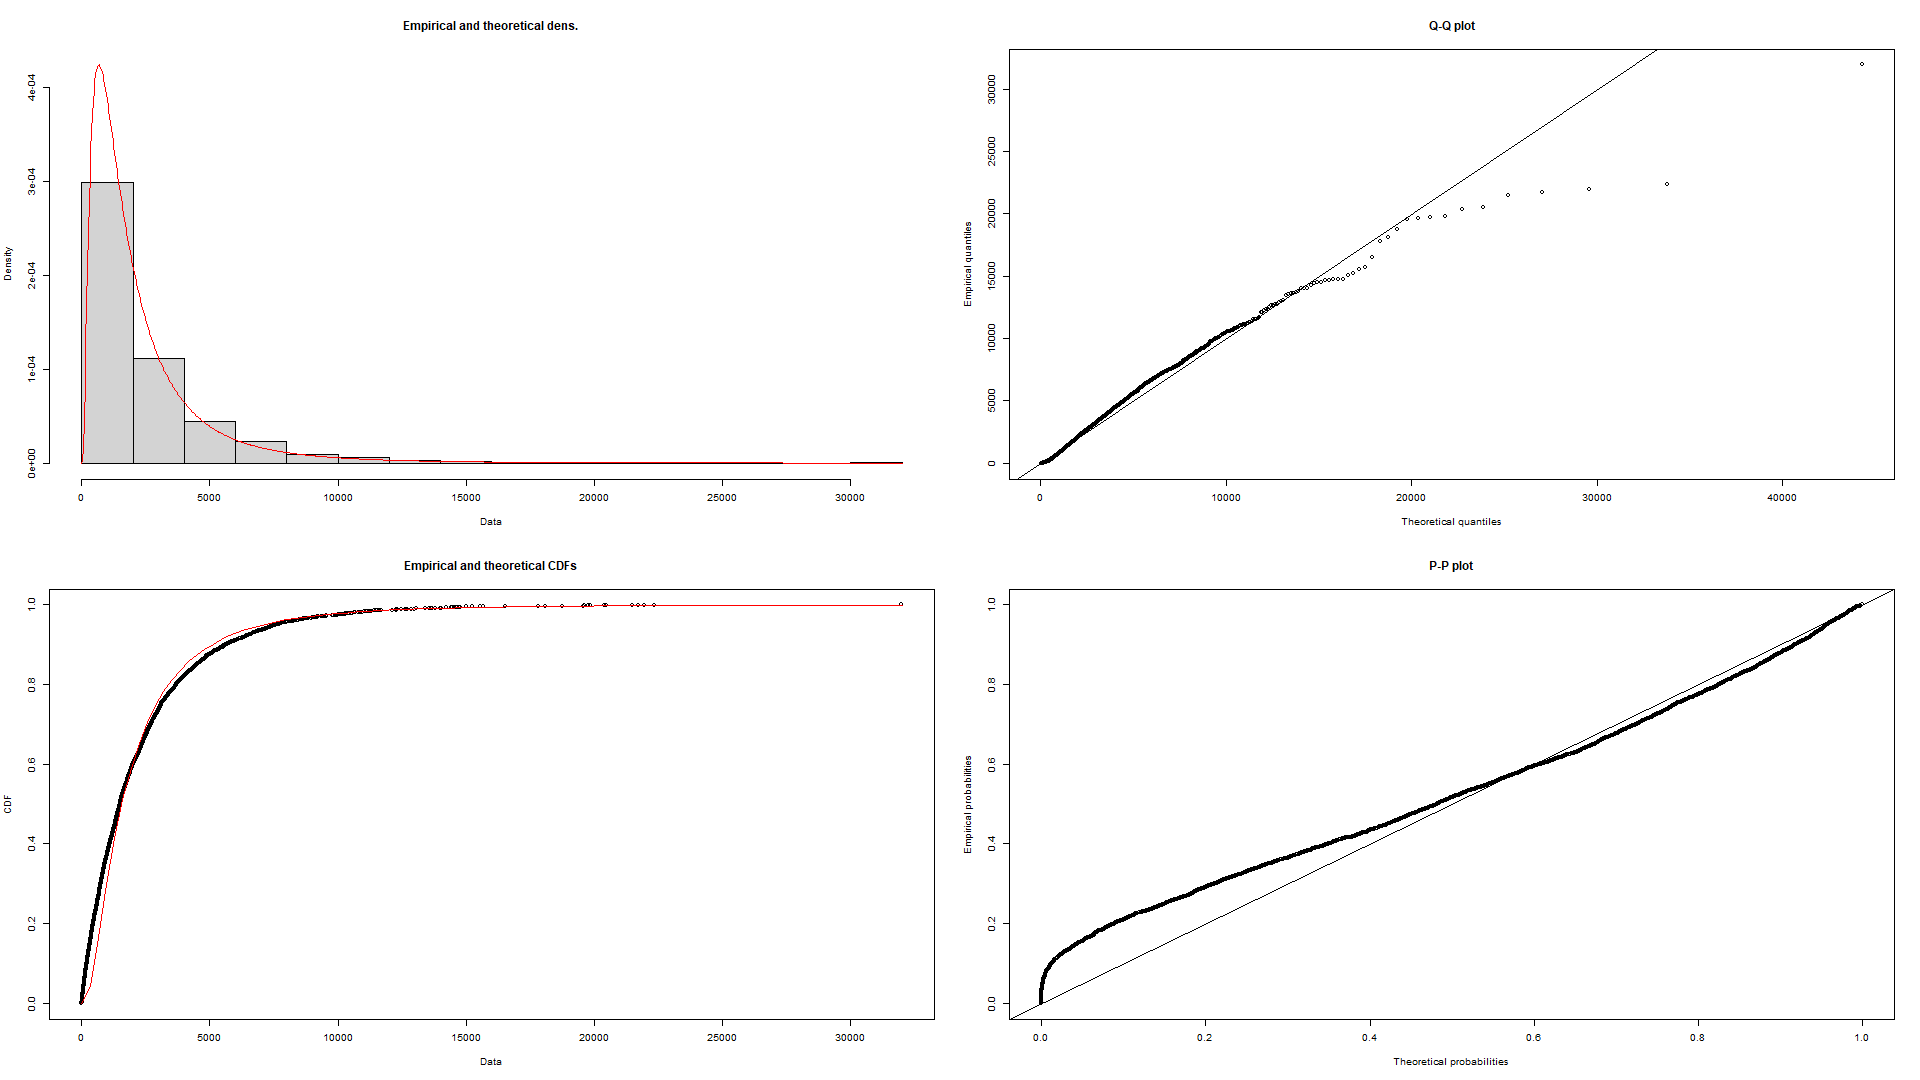 Empirical and theoretical dens.
Density
0e+00 1e-04 2e-04 3e-04 4e-04
0 5000 10000 15000 20000 25000 30000
Data
Q-Q plot
Empirical quantiles
0 5000 10000 15000 20000 25000 30000
0 10000 20000 30000 40000
Theoretical quantiles
Empirical and theoretical CDFs
CDF
0.0 0.2 0.4 0.6 0.8 1.0
0 5000 10000 15000 20000 25000 30000
Data
P-P plot
Empirical probabilities
0.0 0.2 0.4 0.6 0.8 1.0
0.0 0.2 0.4 0.6 0.8 1.0
Theoretical probabilities